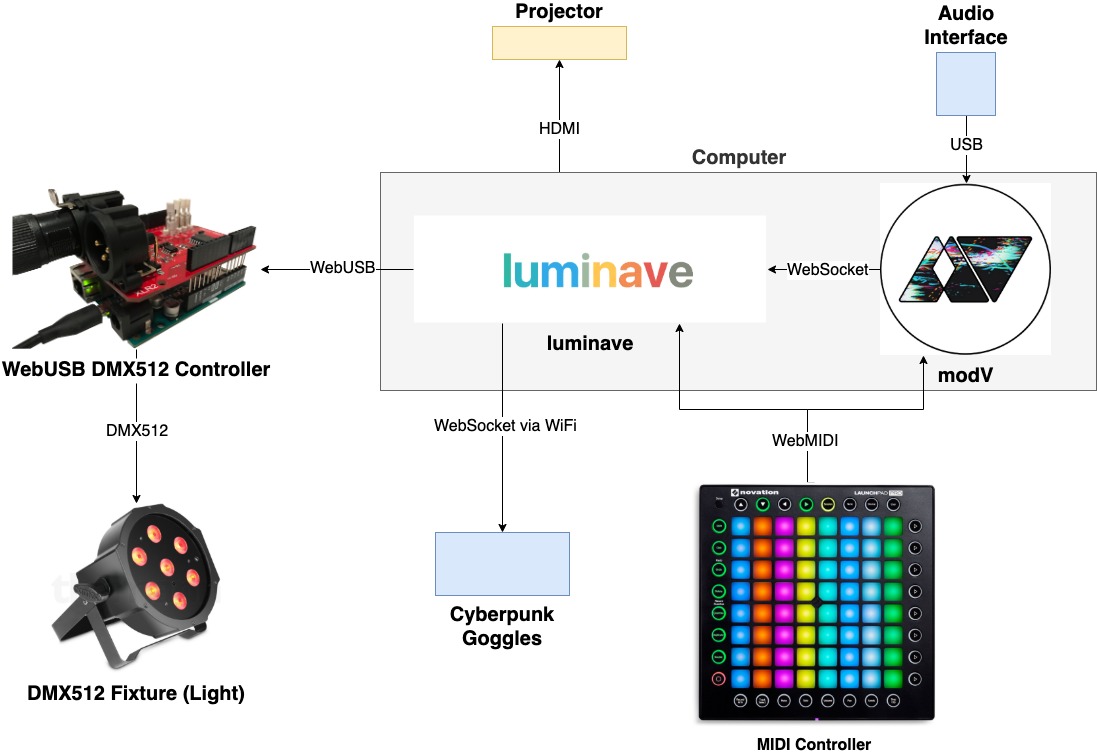 Projector
Audio
Interface
HDMI
USB
Computer
WebUSB
luminave
WebSocket
luminave
modV
XLR2
WebUSB DMX512 Controller
DMX512
WebSocket via WiFi
WebMIDI
novation
LAUNCHPAD PRO
Cyberpunk
Goggles
DMX512 Fixture (Light)
MIDI Controller